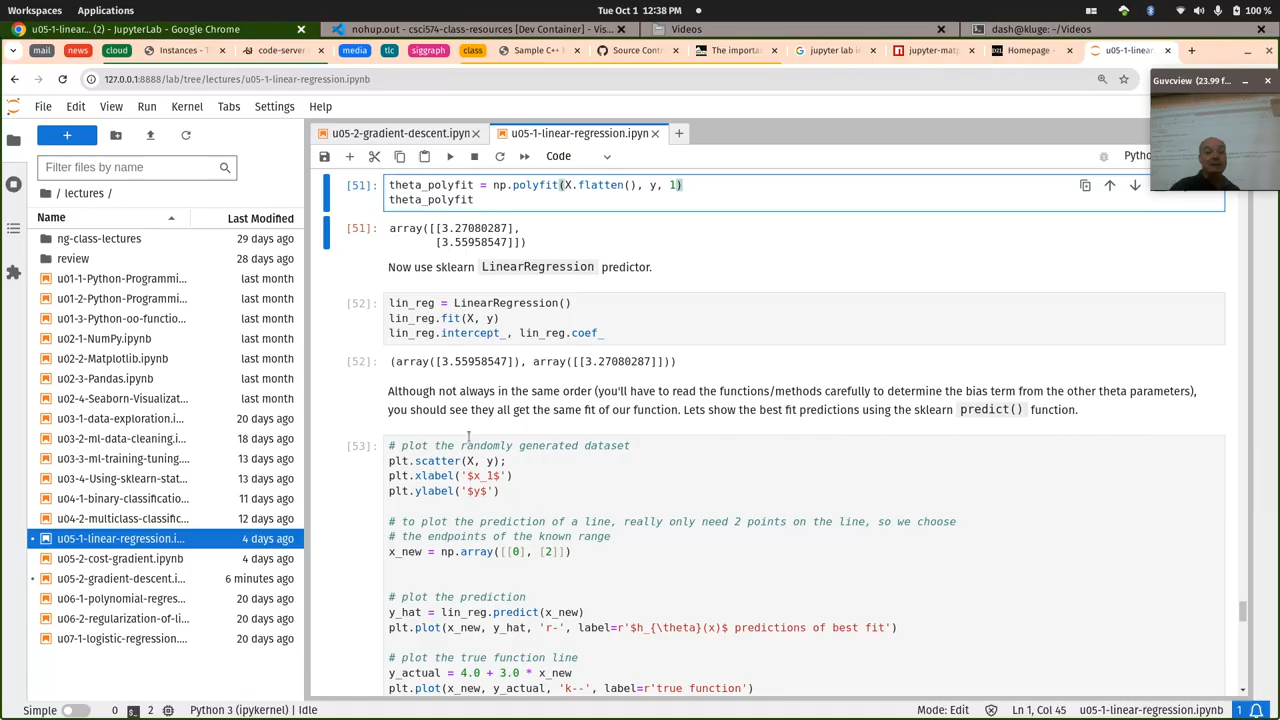 Workspaces Applications Tue Oct 1 12:38 PM 100 %
u05-1-linear-... (2) - JupyterLab - Google Chrome
nohup.out - csci574-class-resources [Dev Container] - Visu...
Videos
dash@kluge: ~/Videos
mail news cloud Instances code-server media tlc siggraph class Sample C++ Source Contr The important jupyter lab is jupyter-mat Homepage - u05-1-linear
127.0.0.1:8888/lab/tree/lectures/u05-1-linear-regression.ipynb
Guvcview (23.99 f...
File Edit View Run Kernel Tabs Settings Help
u05-2-gradient-descent.ipyn
u05-1-linear-regression.ipyn
Code
Pytho
Filter files by name
/ lectures /
Name Last Modified
ng-class-lectures 29 days ago
review 28 days ago
u01-1-Python-Programmi... last month
u01-2-Python-Programmi... last month
u01-3-Python-oo-functio... last month
u02-1-NumPy.ipynb last month
u02-2-Matplotlib.ipynb last month
u02-3-Pandas.ipynb last month
u02-4-Seaborn-Visualizat... last month
u03-1-data-exploration.i... 20 days ago
u03-2-ml-data-cleaning.i... 18 days ago
u03-3-ml-training-tuning.... 13 days ago
u03-4-Using-sklearn-stat... 13 days ago
u04-1-binary-classificatio... 11 days ago
u04-2-multiclass-classific... 12 days ago
u05-1-linear-regression.i... 4 days ago
u05-2-cost-gradient.ipynb 4 days ago
u05-2-gradient-descent.i... 6 minutes ago
u06-1-polynomial-regres... 20 days ago
u06-2-regularization-of-li... 20 days ago
u07-1-logistic-regression.... 20 days ago
[51]: theta_polyfit = np.polyfit(X.flatten(), y, 1)
theta_polyfit
[51]: array([[3.27080287],
[3.55958547]])
Now use sklearn LinearRegression predictor.
[52]: lin_reg = LinearRegression()
lin_reg.fit(X, y)
lin_reg.intercept_, lin_reg.coef_
[52]: (array([3.55958547]), array([[3.27080287]]))
Although not always in the same order (you'll have to read the functions/methods carefully to determine the bias term from the other theta parameters),
you should see they all get the same fit of our function. Lets show the best fit predictions using the sklearn predict() function.
[53]: # plot the randomly generated dataset
plt.scatter(X, y);
plt.xlabel('$x_1$')
plt.ylabel('$y$')
# to plot the prediction of a line, really only need 2 points on the line, so we choose
# the endpoints of the known range
x_new = np.array([[0], [2]])
# plot the prediction
y_hat = lin_reg.predict(x_new)
plt.plot(x_new, y_hat, 'r-', label=r'$h_{\theta}(x)$ predictions of best fit')
# plot the true function line
y_actual = 4.0 + 3.0 * x_new
plt.plot(x_new, y_actual, 'k--', label=r'true function')
Simple 0 2 Python 3 (ipykernel) | Idle Mode: Edit Ln 1, Col 45 u05-1-linear-regression.ipynb 1